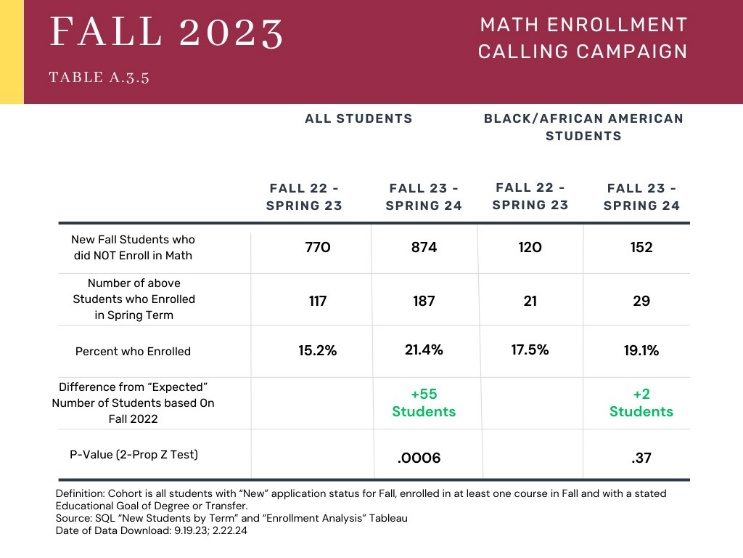 FALL 2023
MATH ENROLLMENT
CALLING CAMPAIGN
TABLE A.3.5
ALL STUDENTS
BLACK/AFRICAN AMERICAN
STUDENTS
FALL 22 -
SPRING 23
FALL 23 -
SPRING 24
FALL 22 -
SPRING 23
FALL 23 -
SPRING 24
New Fall Students who
did NOT Enroll in Math
770
874
120
152
Number of above
Students who Enrolled
in Spring Term
117
187
21
29
Percent who Enrolled
15.2%
21.4%
17.5%
19.1%
Difference from “Expected”
Number of Students based On
Fall 2022
+55
Students
+2
Students
P-Value (2-Prop Z Test)
.0006
.37
Definition: Cohort is all students with “New” application status for Fall, enrolled in at least one course in Fall and with a stated
Educational Goal of Degree or Transfer.
Source: SQL “New Students by Term” and “Enrollment Analysis” Tableau
Date of Data Download: 9.19.23; 2.22.24